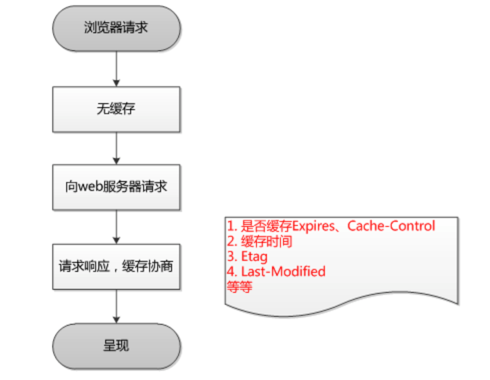 浏览器请求
无缓存
向web服务器请求
请求响应，缓存协商
呈现
1. 是否缓存Expires、Cache-Control
2. 缓存时间
3. Etag
4. Last-Modified
等等